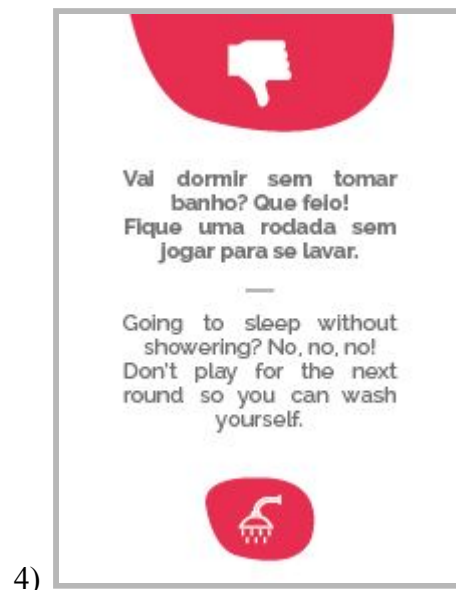 Vai dormir sem tomar
banho? Que feio!
Fique uma rodada sem
jogar para se lavar.
Going to sleep without
showering? No, no, no!
Don't play for the next
round so you can wash
yourself.
4)